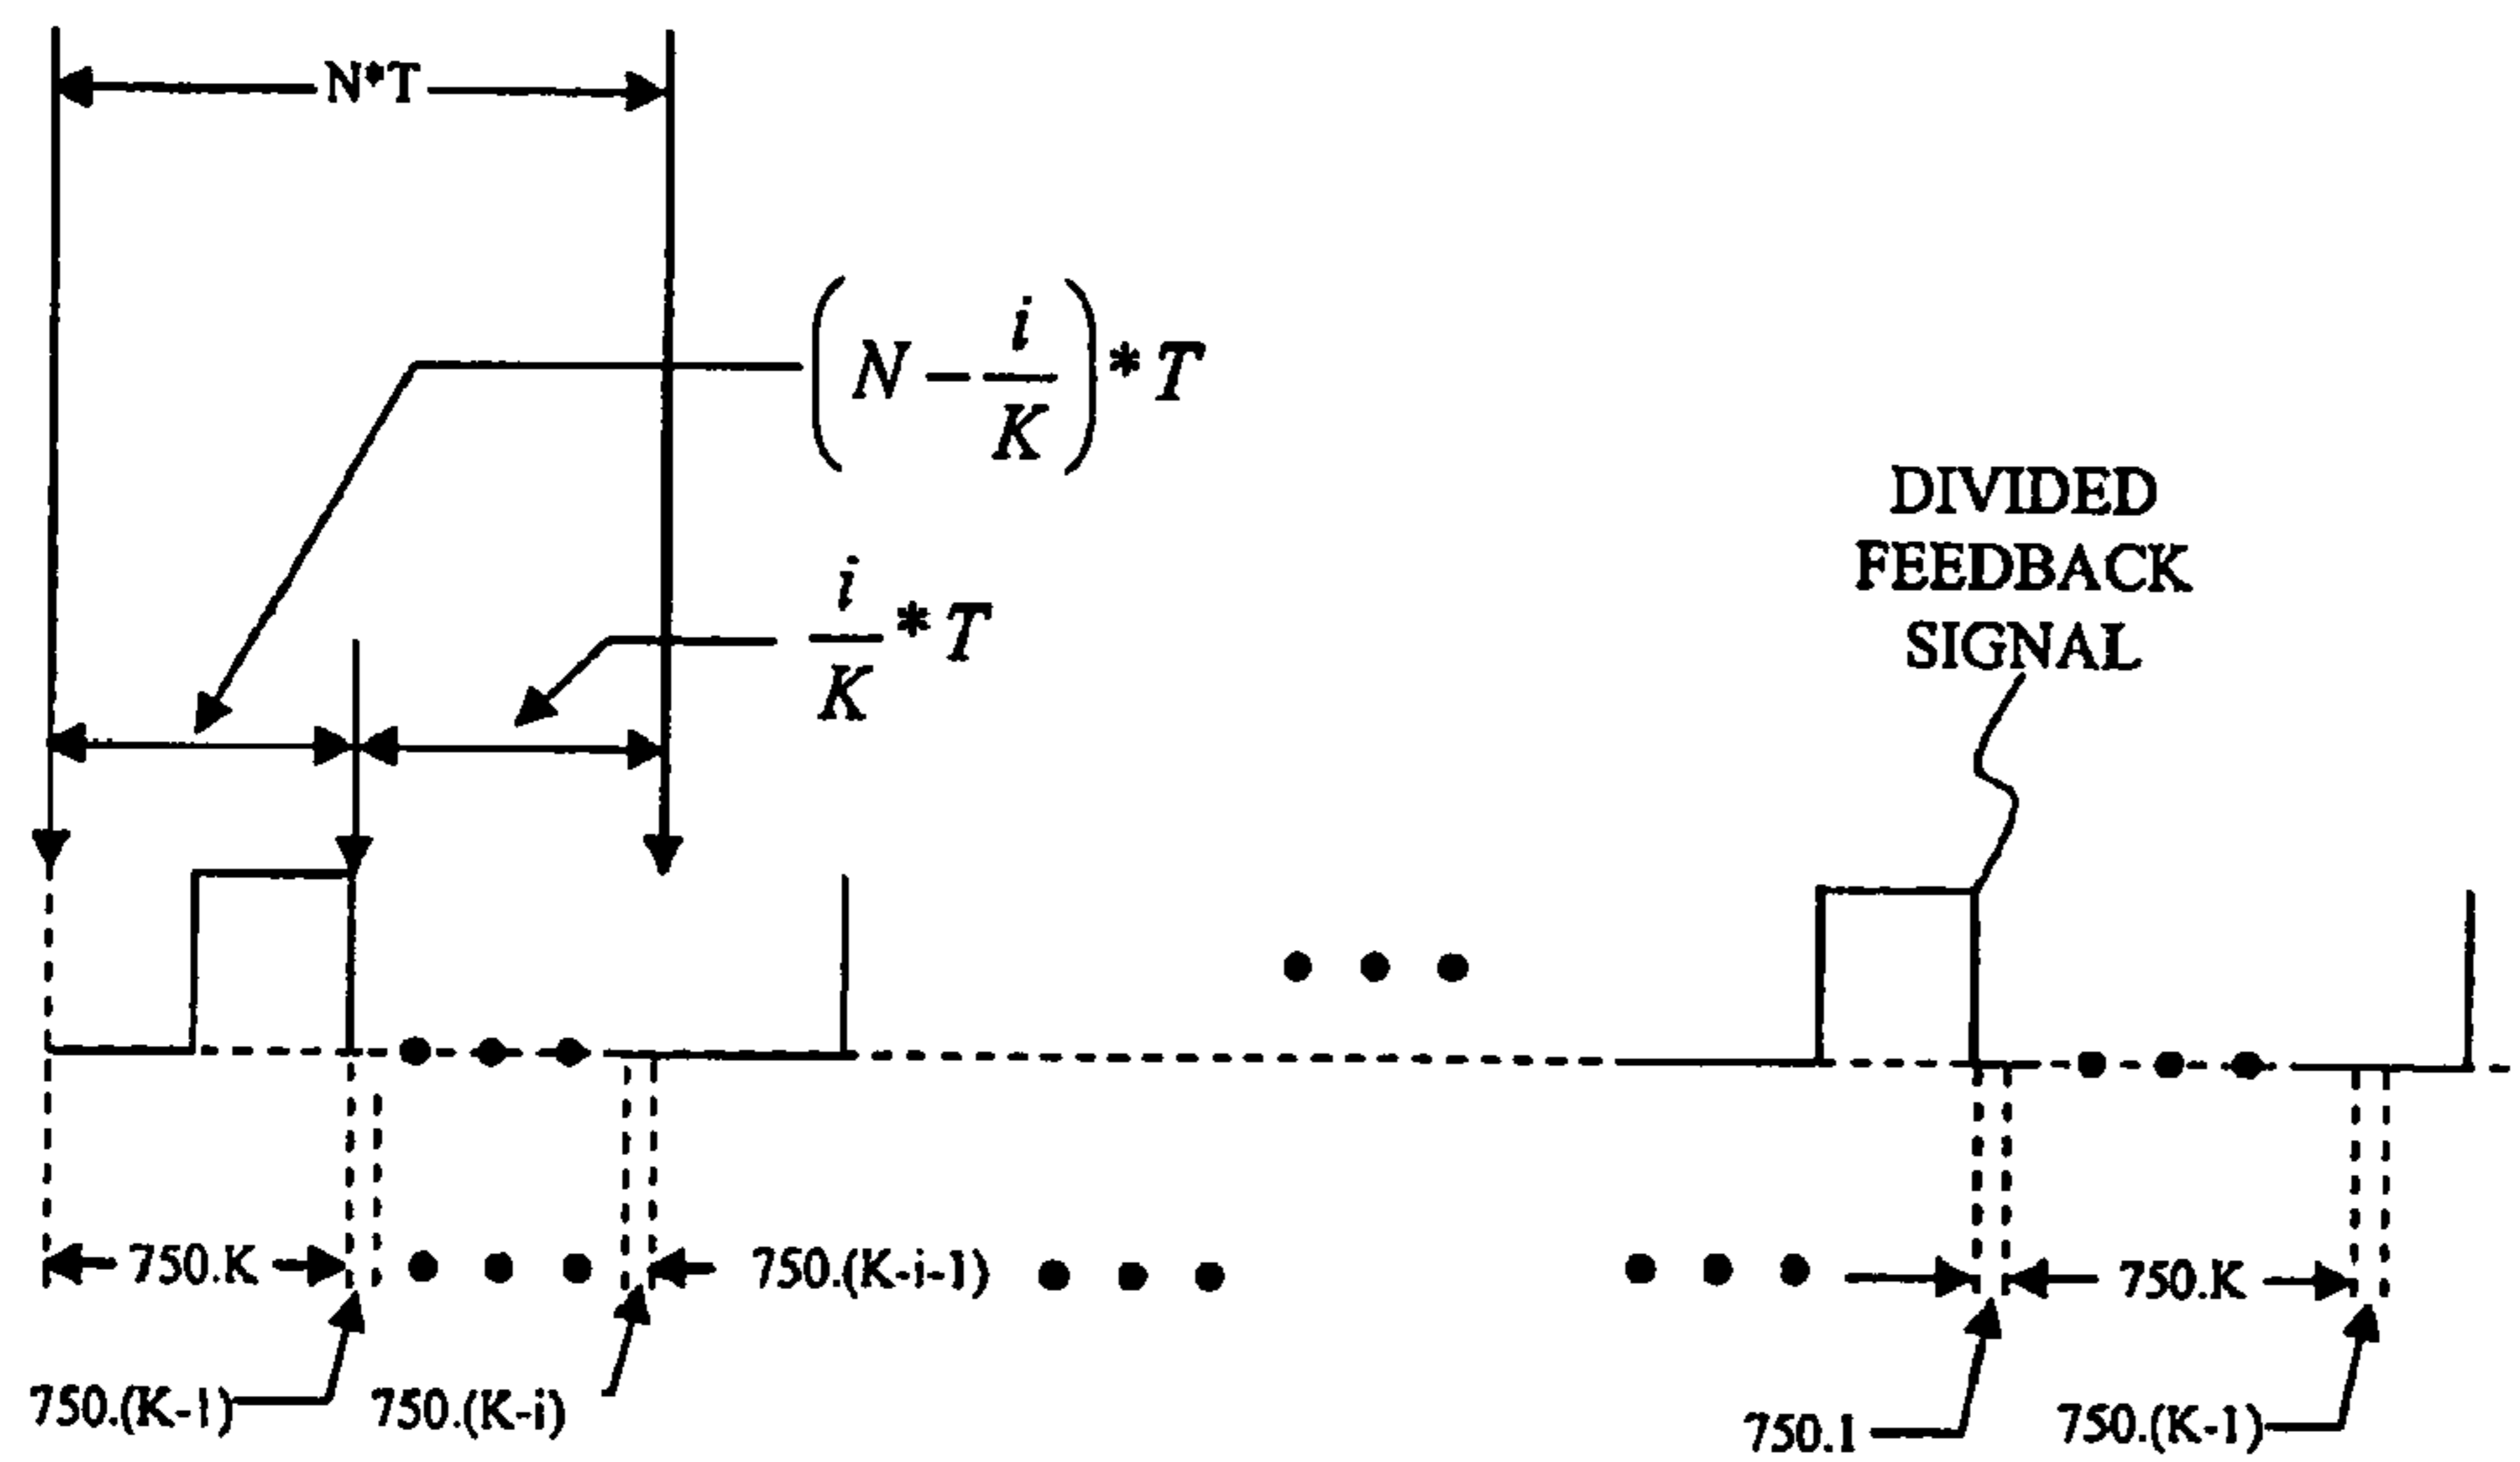 N*T
(N - i/K) * T
i/K * T
DIVIDED
FEEDBACK
SIGNAL
750.K
750.(K-i-1)
750.K
750.(K-1)
750.(K-i)
750.1
750.(K-1)